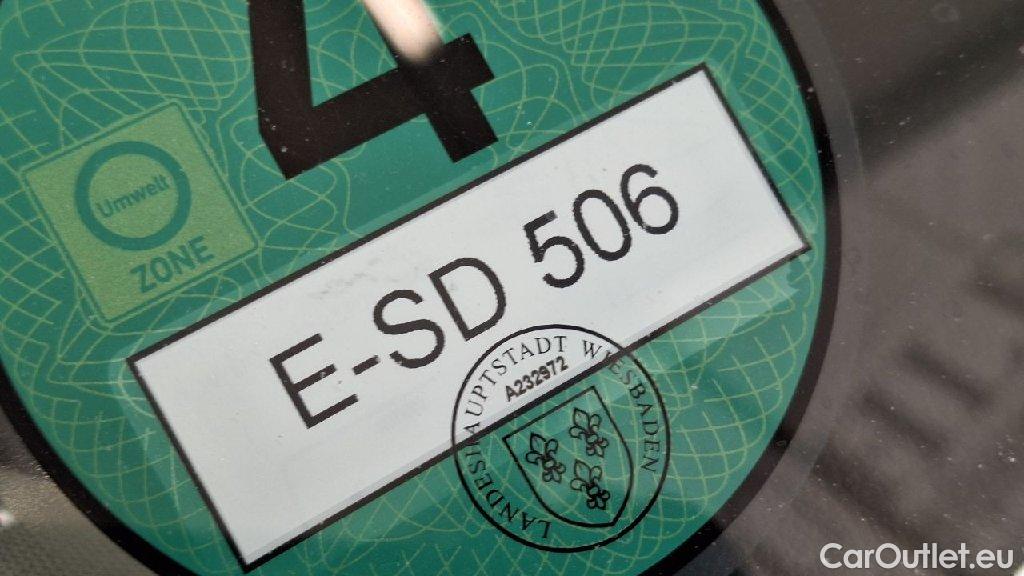 4
Umwelt
ZONE
E-SD 506
LANDESHAUPTSTADT WIESBADEN
A232972
CarOutlet.eu